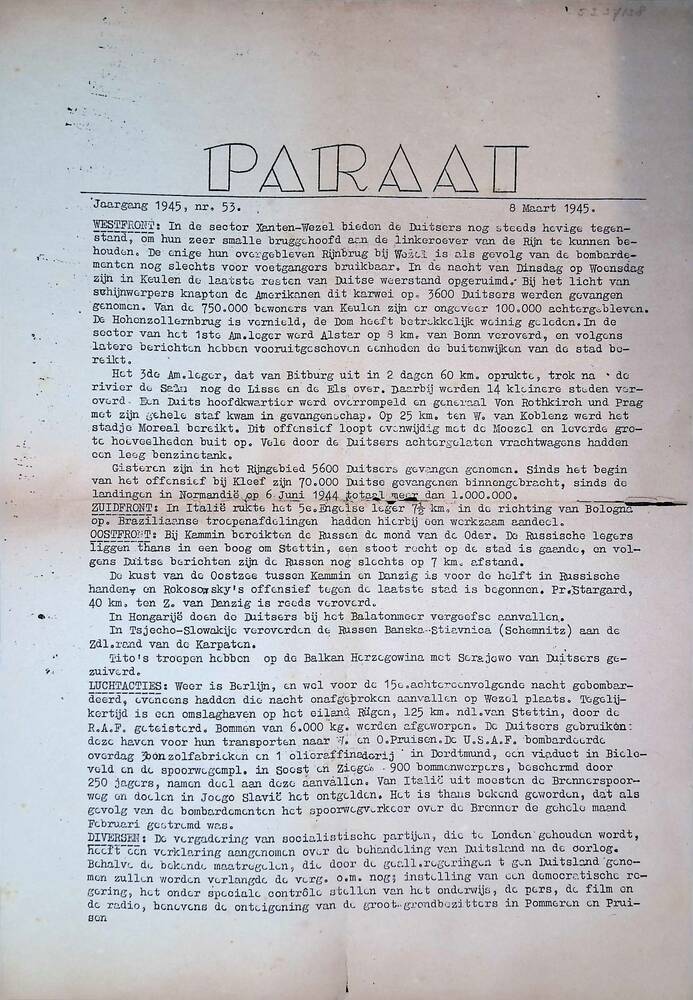 PARAAT
Jaargang 1945, nr. 53.
8 Maart 1945.
WESTFRONT: In de sector Xanten-Wezel bieden de Duitsers nog steeds hevige tegen-
stand, om hun zeer smalle bruggehoofd aan de linkeroever van de Rijn te kunnen be-
houden. De enige hun overgebleven Rijnbrug bij Wezel is als gevolg van de bombarde-
menten nog slechts voor voetgangers bruikbaar. In de nacht van Dinsdag op Woensdag
zijn in Keulen de laatste resten van Duitse weerstand opgeruimd. Bij het licht van
schijnwerpers knapten de Amerikanen dit karwei op. 3600 Duitsers werden gevangen
genomen. Van de 750.000 bewoners van Keulen zijn er ongeveer 100.000 achtergebleven.
De Hohenzollernbrug is vernield, de Dom heeft betrekkelijk weinig geleden. In de
sector van het 1ste Am.leger werd Alstar op 8 km. van Bonn veroverd, en volgens
latere berichten hebben vooruitgeschoven eenheden de buitenwijken van de stad be-
reikt.
Het 3de Am.leger, dat van Bitburg uit in 2 dagen 60 km. oprukte, trok na de
rivier de Salm nog de Lisse en de Els over. Daarbij werden 14 kleinere steden ver-
overd. Een Duits hoofdkwartier werd overrompeld en generaal Von Rothkirch und Prag
met zijn gehele staf kwam in gevangenschap. Op 25 km. ten W. van Koblenz werd het
stadje Moreal bereikt. Dit offensief loopt evenwijdig met de Moezel en leverde gro-
te hoeveelheden buit op. Vele door de Duitsers achtergelaten vrachtwagens hadden
een leeg benzinetank.
Gisteren zijn in het Rijngebied 5600 Duitsers gevangen genomen. Sinds het begin
van het offensief bij Kleef zijn 70.000 Duitse gevangenen binnengebracht, sinds de
landingen in Normandië op 6 Juni 1944 totaal meer dan 1.000.000.
ZUIDFRONT: In Italië rukte het 5e.Engelse leger 7½ km. in de richting van Bologna
op. Braziliaanse troepenafdelingen hadden hierbij een werkzaam aandeel.
OOSTFRONT: Bij Kammin bereikten de Russen de mond van de Oder. De Russische legers
liggen thans in een boog om Stettin, een stoot recht op de stad is gaande, en vol-
gens Duitse berichten zijn de Russen nog slechts op 7 km. afstand.
De kust van de Oostzee tussen Kammin en Danzig is voor de helft in Russische
handen, en Rokosowsky's offensief tegen de laatste stad is begonnen. Pr.Stargard,
40 km. ten Z. van Danzig is reeds veroverd.
In Hongarijë doen de Duitsers bij het Balatonmeer vergeefse aanvallen.
In Tsjecho-Slowakije veroverden de Russen Banska-Stiavnica (Schemnitz) aan de
Zdl.rand van de Karpaten.
Tito's troepen hebben op de Balkan Herzegowina met Serajewo van Duitsers ge-
zuiverd.
LUCHTACTIES: Weer is Berlijn, en wel voor de 15e.achtereenvolgende nacht gebombar-
deerd, eveneens hadden die nacht onafgebroken aanvallen op Wezel plaats. Tegelij-
kertijd is een omslaghaven op het eiland Rügen, 125 km. ndl.van Stettin, door de
R.A.F. geteisterd. Bommen van 6.000 kg. werden afgeworpen. De Duitsers gebruiken
deze haven voor hun transporten naar W. en O.Pruisen. De U.S.A.F. bombardeerde
overdag benzolfabrieken en 1 olieraffinaderij in Dordtmund, een viaduct in Biele-
veld en de spoorwegempl. in Soest en Ziegen - 900 bommenwerpers, beschermd door
250 jagers, namen deel aan deze aanvallen. Van Italië uit moesten de Brennerspoor-
weg en doelen in Joego Slavië het ontgelden. Het is thans bekend geworden, dat als
gevolg van de bombardementen het spoorwegverkeer over de Brenner de gehele maand
Februari gestremd was.
DIVERSEN: De vergadering van socialistische partijen, die te Londen gehouden wordt,
heeft een verklaring aangenomen over de behandeling van Duitsland na de oorlog.
Behalve de bekende maatregelen, die door de geall.regeringen t gen Duitsland geno-
men zullen worden verlangde de verg. o.m. nog; instelling van een democratische re-
gering, het onder speciale contrôle stellen van het onderwijs, de pers, de film en
de radio, benevens de onteigening van de groot-grondbezitters in Pommeren en Prui-
sen